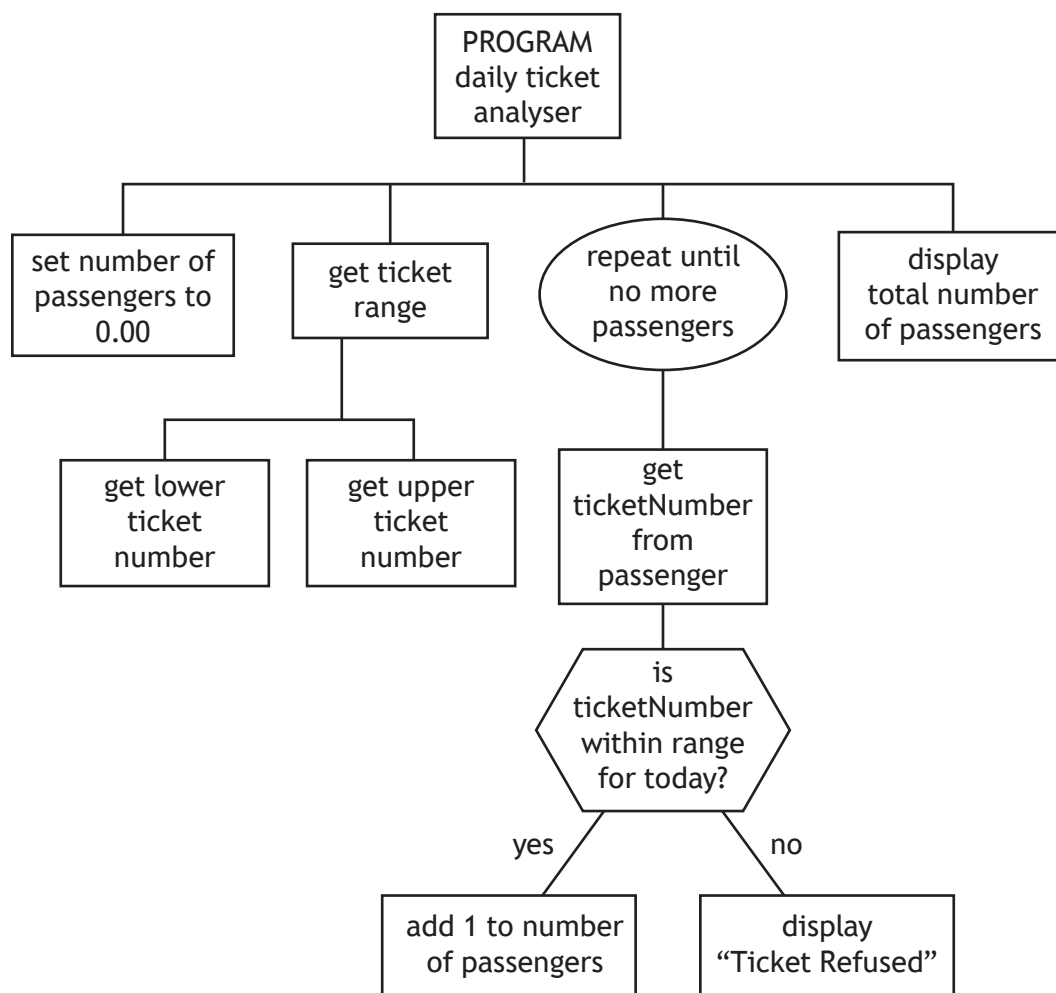 PROGRAM
daily ticket
analyser
set number of
passengers to
0.00
get ticket
range
repeat until
no more
passengers
display
total number
of passengers
get lower
ticket
number
get upper
ticket
number
get
ticketNumber
from
passenger
is
ticketNumber
within range
for today?
yes
no
add 1 to number
of passengers
display
“Ticket Refused”